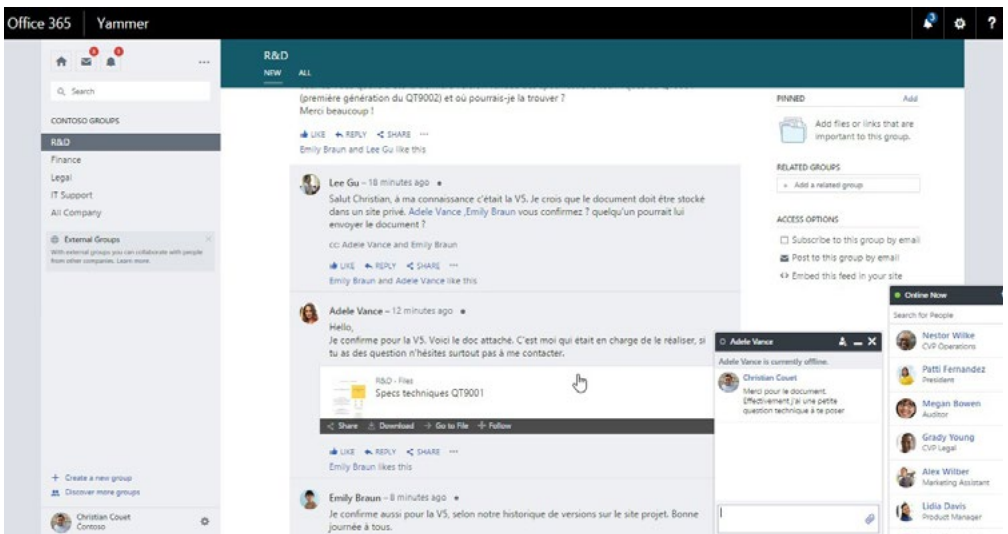 Office 365
Yammer
3
?
Search
CONTOSO GROUPS
R&D
Finance
Legal
IT Support
All Company
External Groups
With external groups you can collaborate with people
from other companies. Learn more.
+ Create a new group
Discover more groups
Christian Couet
Contoso
R&D
NEW ALL
(première génération du QT9002) et où pourrais-je la trouver ?
Merci beaucoup !
LIKE REPLY SHARE ...
Emily Braun and Lee Gu like this
Lee Gu – 18 minutes ago
Salut Christian, à ma connaissance c'était la V5. Je crois que le document doit être stocké
dans un site privé. Adele Vance ,Emily Braun vous confirmez ? quelqu'un pourrait lui
envoyer le document ?
cc: Adele Vance and Emily Braun
LIKE REPLY SHARE ...
Emily Braun and Adele Vance like this
Adele Vance – 12 minutes ago
Hello,
Je confirme pour la V5. Voici le doc attaché. C'est moi qui était en charge de le réaliser, si
tu as des question n'hésites surtout pas à me contacter.
R&D - Files
Specs techniques QT9001
Share Download Go to File Follow
LIKE REPLY SHARE ...
Emily Braun likes this
Emily Braun – 8 minutes ago
Je confirme aussi pour la V5, selon notre historique de versions sur le site projet. Bonne
journée à tous.
PINNED Add
Add files or links that are
important to this group.
RELATED GROUPS
+ Add a related group
ACCESS OPTIONS
Subscribe to this group by email
Post to this group by email
Embed this feed in your site
Adele Vance
Adele Vance is currently offline.
Christian Couet
Merci pour le document.
Effectivement j'ai une petite
question technique à te poser
Online Now
Search for People
Nestor Wilke
CVP Operations
Patti Fernandez
President
Megan Bowen
Auditor
Grady Young
CVP Legal
Alex Wilber
Marketing Assistant
Lidia Davis
Product Manager